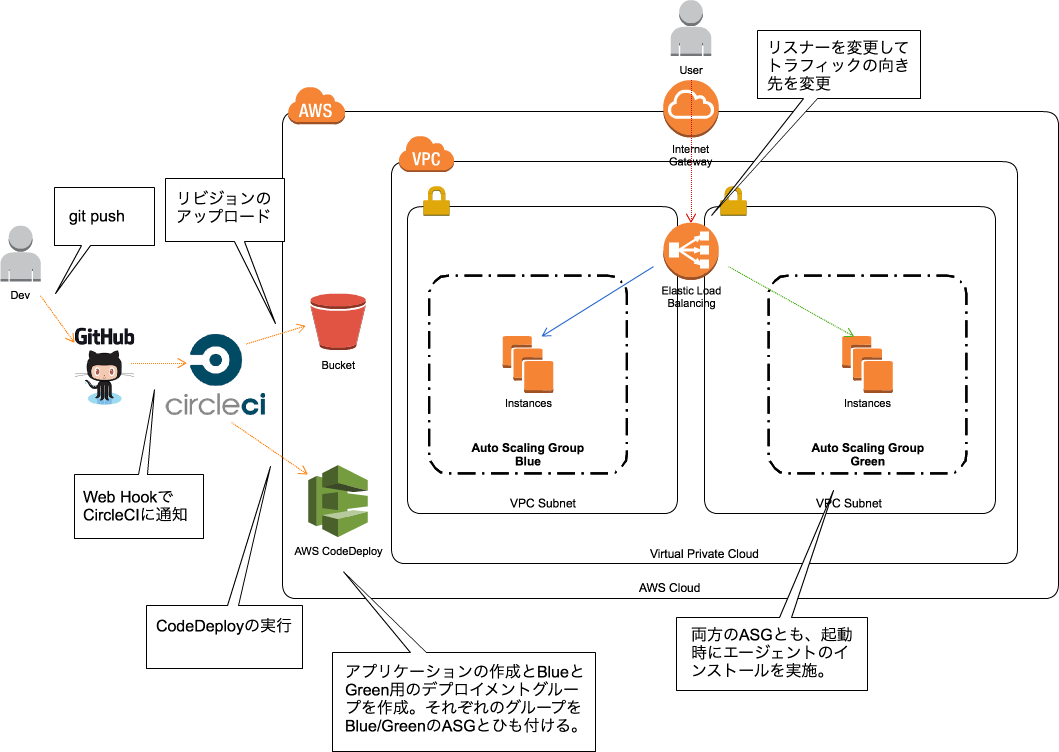 User
リスナーを変更して
トラフィックの向き
先を変更
AWS
Internet
Gateway
VPC
git push
リビジョンの
アップロード
Dev
Elastic Load
Balancing
GitHub
circleci
Bucket
Instances
Auto Scaling Group
Blue
VPC Subnet
Instances
Auto Scaling Group
Green
VPC Subnet
Web Hookで
CircleCIに通知
AWS CodeDeploy
Virtual Private Cloud
AWS Cloud
CodeDeployの実行
アプリケーションの作成とBlueと
Green用のデプロイメントグルー
プを作成。それぞれのグループを
Blue/GreenのASGとひも付ける。
両方のASGとも、起動
時にエージェントのイ
ンストールを実施。